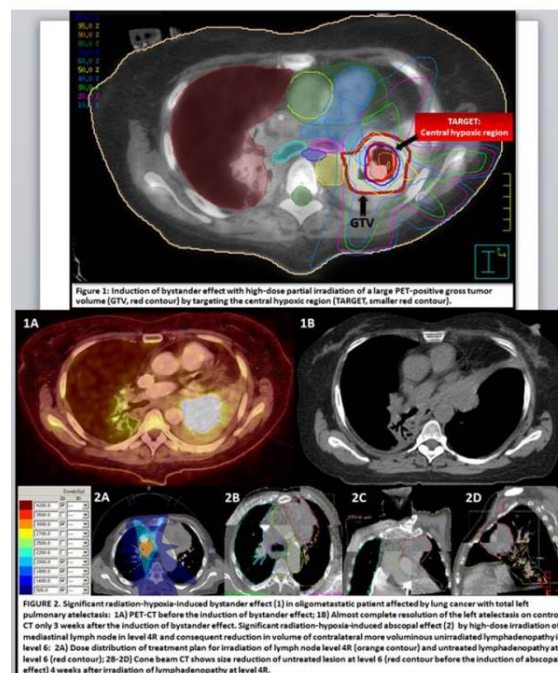 95.0 %
90.0 %
TARGET:
Central hypoxic region
GTV
Figure 1: Induction of bystander effect with high-dose partial irradiation of a large PET-positive gross tumor
volume (GTV, red contour) by targeting the central hypoxic region (TARGET, smaller red contour).
1A
1B
2A
2B
2C
2D
FIGURE 2. Significant radiation-hypoxia-induced bystander effect (1) in oligometastatic patient affected by lung cancer with total left
pulmonary atelectasis: 1A) PET-CT before the induction of bystander effect; 1B) Almost complete resolution of the left atelectasis on control
CT only 3 weeks after the induction of bystander effect. Significant radiation-hypoxia-induced abscopal effect (2) by high-dose irradiation of
mediastinal lymph node in level 4R and consequent reduction in volume of contralateral more voluminous unirradiated lymphadenopathy in
level 6: 2A) Dose distribution of treatment plan for irradiation of lymph node level 4R (orange contour) and untreated lymphadenopathy at
level 6 (red contour); 2B-2D) Cone beam CT shows size reduction of untreated lesion at level 6 (red contour before the induction of abscopal
effect) 4 weeks after irradiation of lymphadenopathy at level 4R.